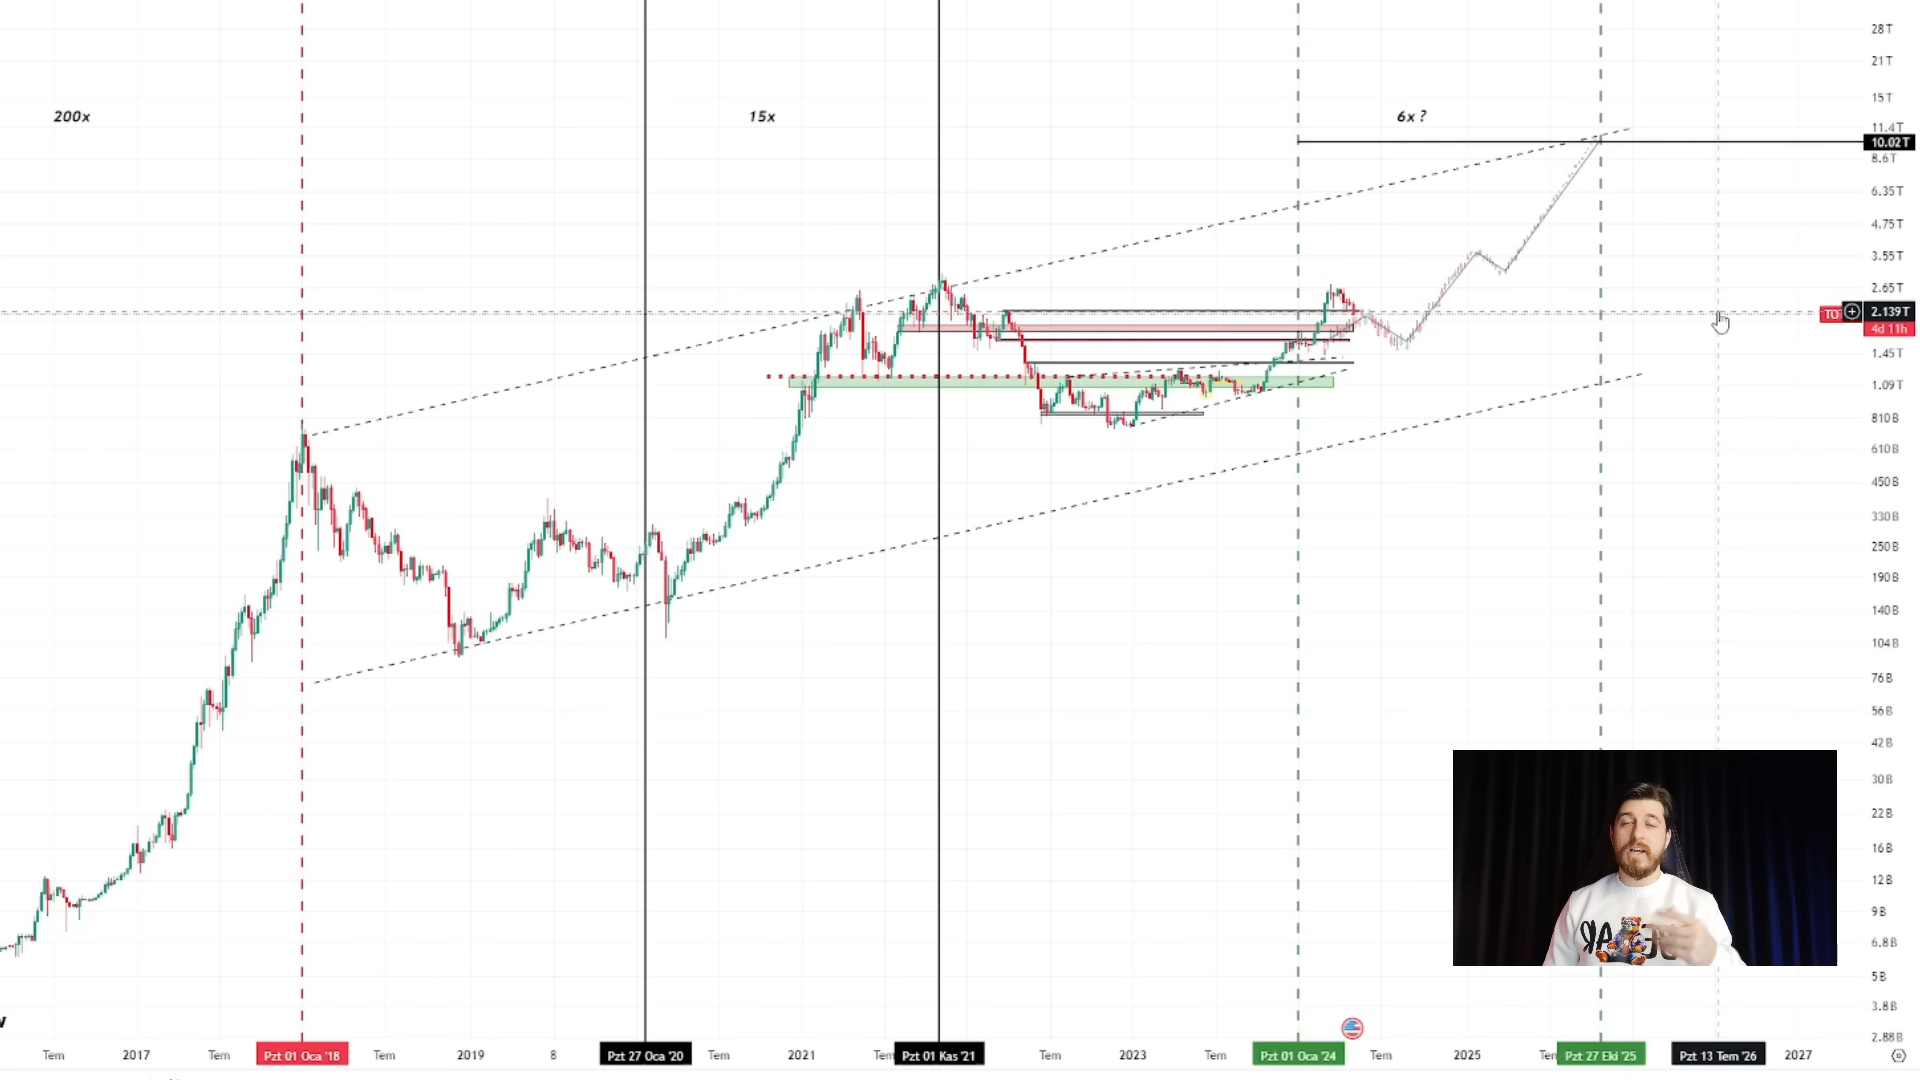 200x
15x
6x ?
28T
21T
15T
11.4T
10.02T
8.6T
6.35T
4.75T
3.55T
2.65T
TO
2.139T
4d 11h
1.45T
1.09T
810B
610B
450B
330B
250B
190B
140B
104B
76B
56B
42B
30B
22B
16B
12B
9B
6.8B
5B
3.8B
2.88B
Tem 2017 Tem Pzt 01 Oca '18 Tem 2019 8 Pzt 27 Oca '20 Tem 2021 Tem Pzt 01 Kas '21 Tem 2023 Tem Pzt 01 Oca '24 Tem 2025 Pzt 27 Eki '25 Pzt 13 Tem '26 2027